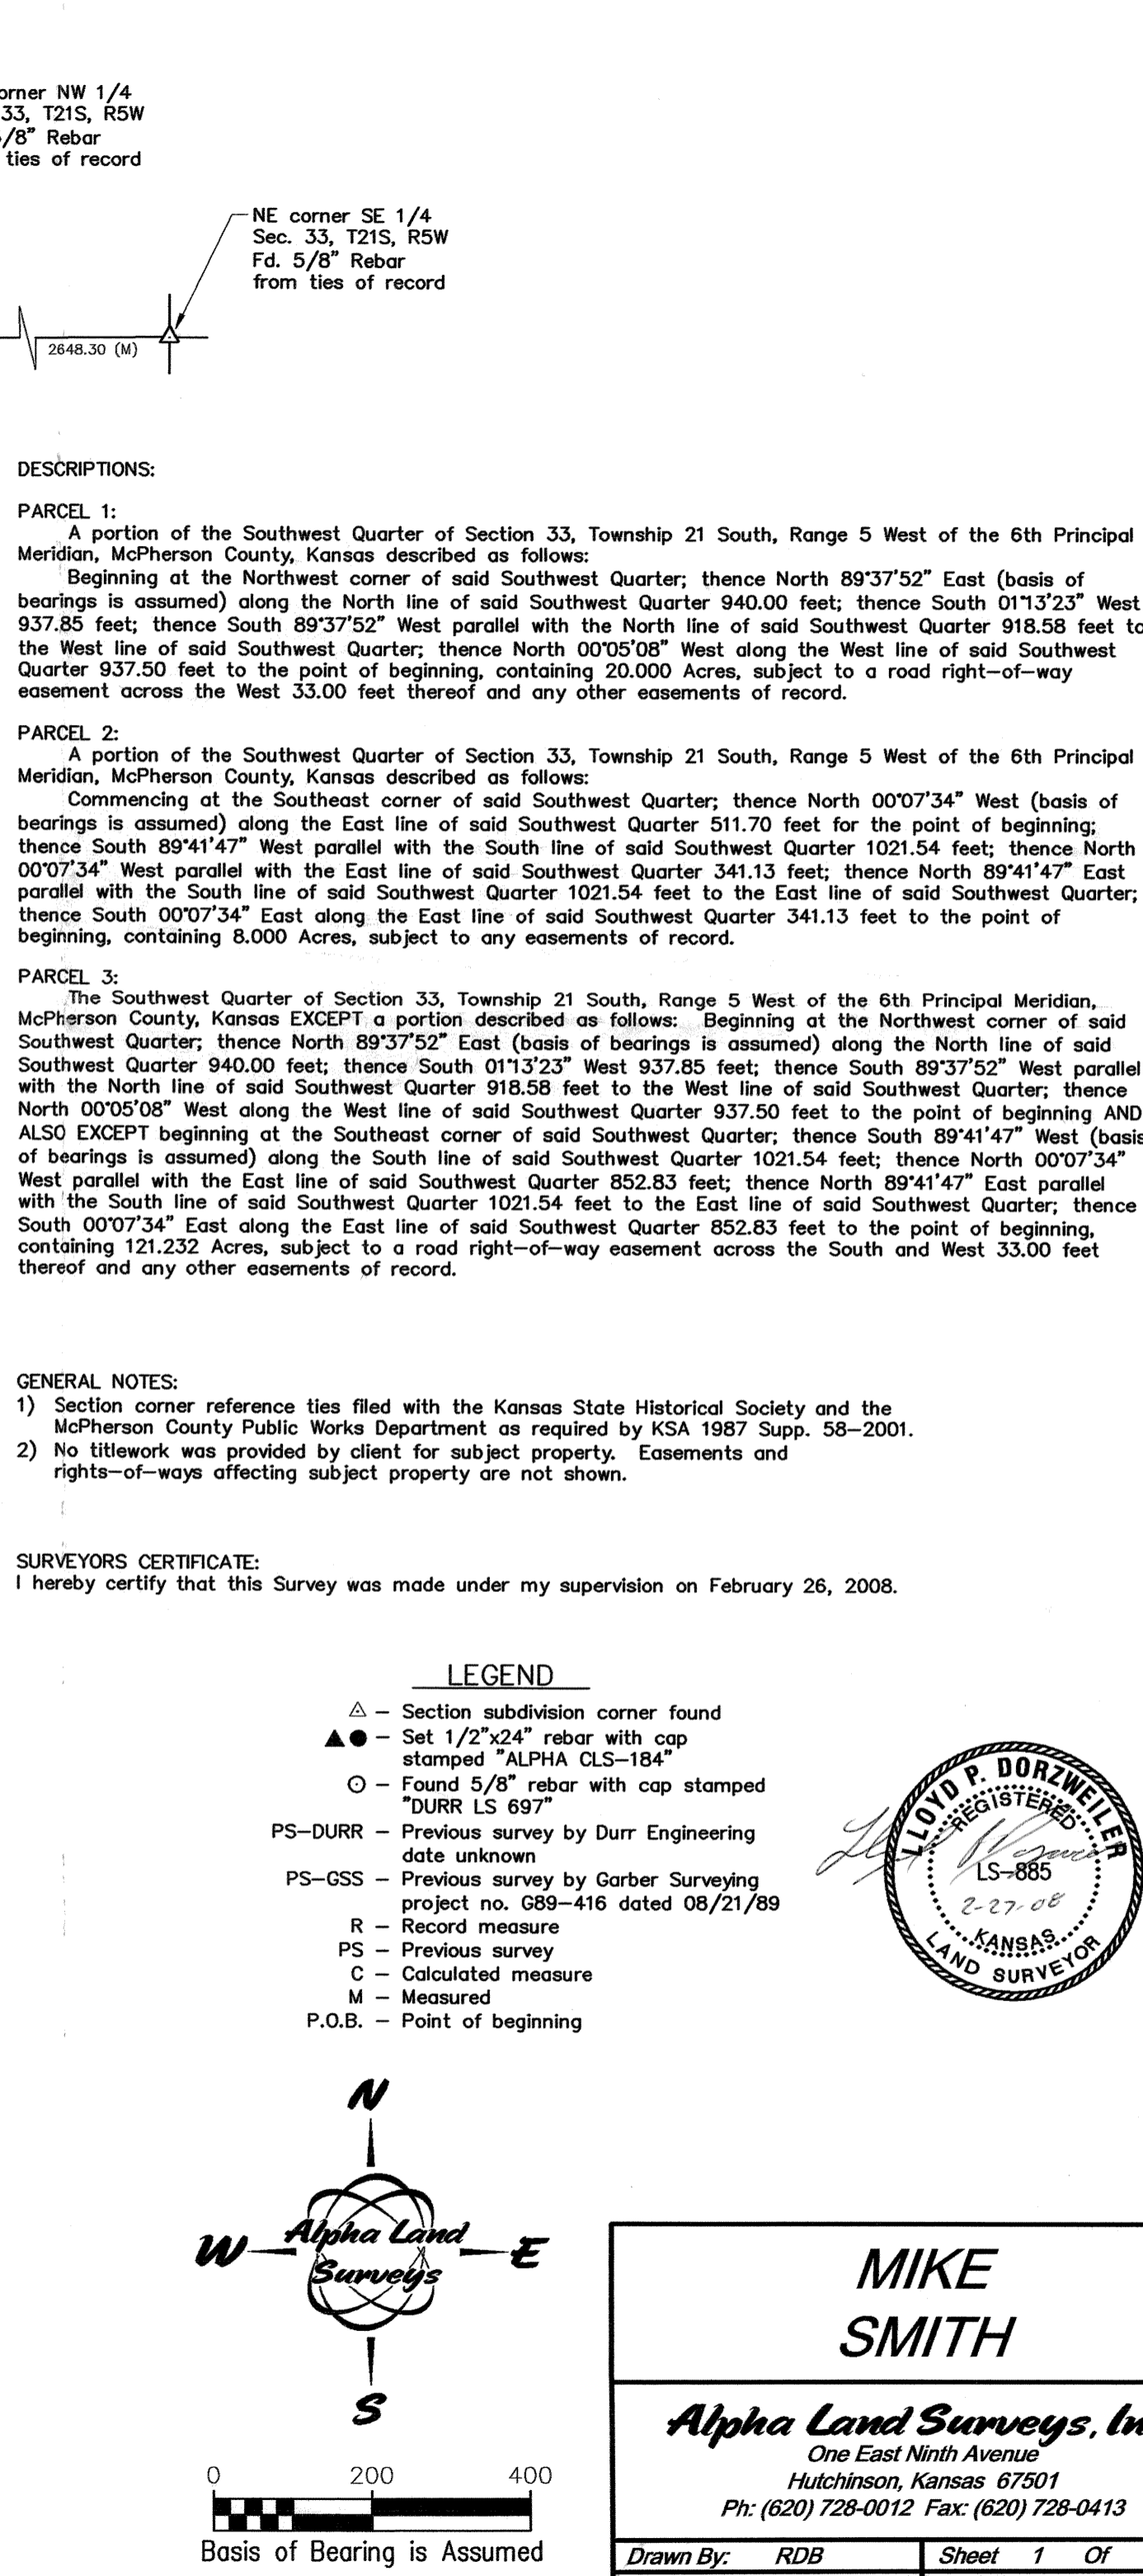 orner NW 1/4
33, T21S, R5W
/8" Rebar
ties of record
NE corner SE 1/4
Sec. 33, T21S, R5W
Fd. 5/8" Rebar
from ties of record
2648.30 (M)
DESCRIPTIONS:
PARCEL 1:
A portion of the Southwest Quarter of Section 33, Township 21 South, Range 5 West of the 6th Principal
Meridian, McPherson County, Kansas described as follows:
Beginning at the Northwest corner of said Southwest Quarter; thence North 89°37'52" East (basis of
bearings is assumed) along the North line of said Southwest Quarter 940.00 feet; thence South 01°13'23" West
937.85 feet; thence South 89°37'52" West parallel with the North line of said Southwest Quarter 918.58 feet to
the West line of said Southwest Quarter; thence North 00°05'08" West along the West line of said Southwest
Quarter 937.50 feet to the point of beginning, containing 20.000 Acres, subject to a road right-of-way
easement across the West 33.00 feet thereof and any other easements of record.
PARCEL 2:
A portion of the Southwest Quarter of Section 33, Township 21 South, Range 5 West of the 6th Principal
Meridian, McPherson County, Kansas described as follows:
Commencing at the Southeast corner of said Southwest Quarter; thence North 00°07'34" West (basis of
bearings is assumed) along the East line of said Southwest Quarter 511.70 feet for the point of beginning;
thence South 89°41'47" West parallel with the South line of said Southwest Quarter 1021.54 feet; thence North
00°07'34" West parallel with the East line of said Southwest Quarter 341.13 feet; thence North 89°41'47" East
parallel with the South line of said Southwest Quarter 1021.54 feet to the East line of said Southwest Quarter;
thence South 00°07'34" East along the East line of said Southwest Quarter 341.13 feet to the point of
beginning, containing 8.000 Acres, subject to any easements of record.
PARCEL 3:
The Southwest Quarter of Section 33, Township 21 South, Range 5 West of the 6th Principal Meridian,
McPherson County, Kansas EXCEPT a portion described as follows: Beginning at the Northwest corner of said
Southwest Quarter; thence North 89°37'52" East (basis of bearings is assumed) along the North line of said
Southwest Quarter 940.00 feet; thence South 01°13'23" West 937.85 feet; thence South 89°37'52" West parallel
with the North line of said Southwest Quarter 918.58 feet to the West line of said Southwest Quarter; thence
North 00°05'08" West along the West line of said Southwest Quarter 937.50 feet to the point of beginning AND
ALSO EXCEPT beginning at the Southeast corner of said Southwest Quarter; thence South 89°41'47" West (basis
of bearings is assumed) along the South line of said Southwest Quarter 1021.54 feet; thence North 00°07'34"
West parallel with the East line of said Southwest Quarter 852.83 feet; thence North 89°41'47" East parallel
with the South line of said Southwest Quarter 1021.54 feet to the East line of said Southwest Quarter; thence
South 00°07'34" East along the East line of said Southwest Quarter 852.83 feet to the point of beginning,
containing 121.232 Acres, subject to a road right-of-way easement across the South and West 33.00 feet
thereof and any other easements of record.
GENERAL NOTES:
1) Section corner reference ties filed with the Kansas State Historical Society and the
McPherson County Public Works Department as required by KSA 1987 Supp. 58-2001.
2) No titlework was provided by client for subject property. Easements and
rights-of-ways affecting subject property are not shown.
SURVEYORS CERTIFICATE:
I hereby certify that this Survey was made under my supervision on February 26, 2008.
LEGEND
- Section subdivision corner found
- Set 1/2"x24" rebar with cap
stamped "ALPHA CLS-184"
- Found 5/8" rebar with cap stamped
"DURR LS 697"
PS-DURR - Previous survey by Durr Engineering
date unknown
PS-GSS - Previous survey by Garber Surveying
project no. G89-416 dated 08/21/89
R - Record measure
PS - Previous survey
C - Calculated measure
M - Measured
P.O.B. - Point of beginning
LLOYD P. DORZWEILER
REGISTERED
LS-885
2-27-08
KANSAS
LAND SURVEYOR
N
W
Alpha Land
Surveys
E
S
0 200 400
Basis of Bearing is Assumed
MIKE
SMITH
Alpha Land Surveys, In
One East Ninth Avenue
Hutchinson, Kansas 67501
Ph: (620) 728-0012 Fax: (620) 728-0413
Drawn By: RDB
Sheet 1 Of